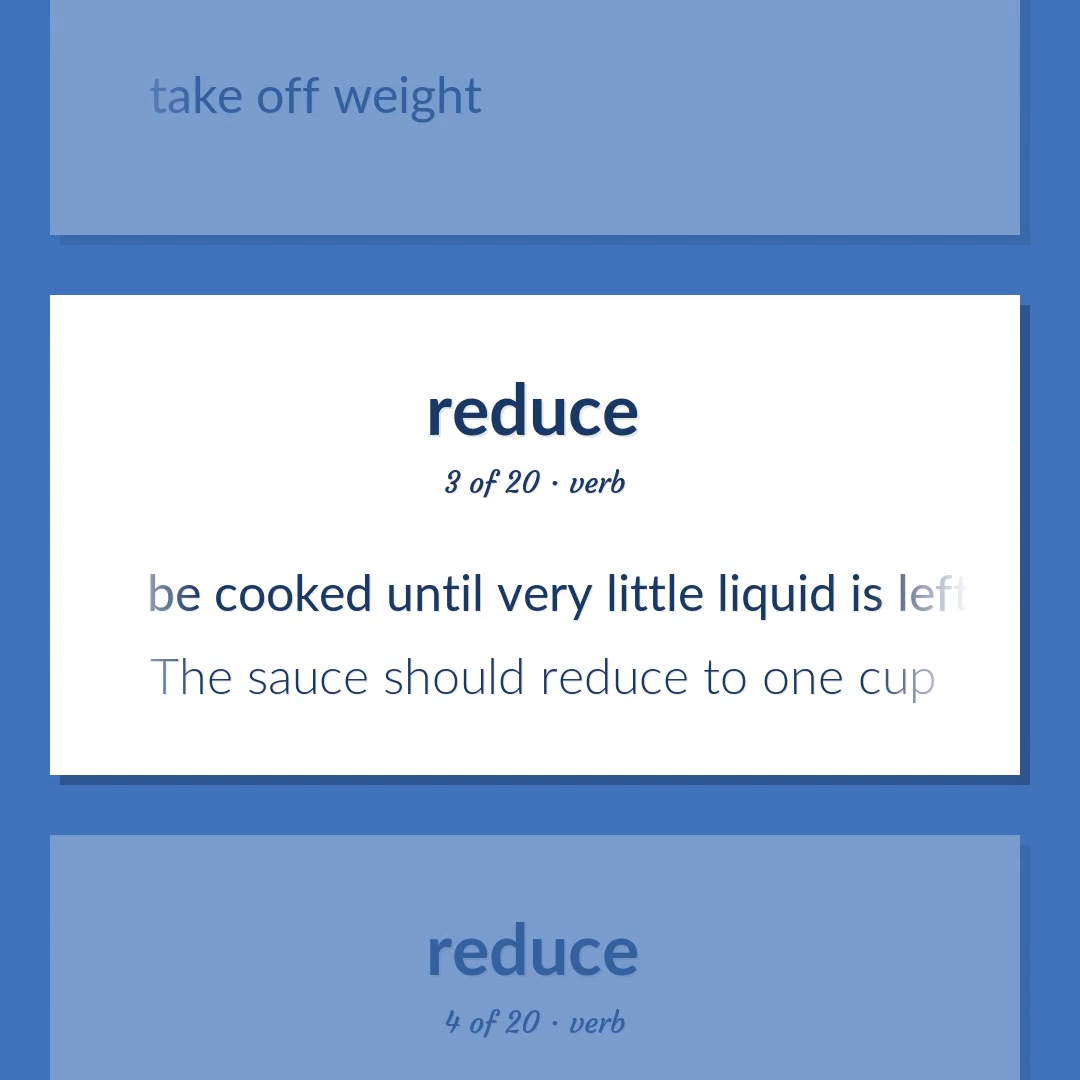 take off weight
reduce
3 of 20 · verb
be cooked until very little liquid is left
The sauce should reduce to one cup
reduce
4 of 20 · verb